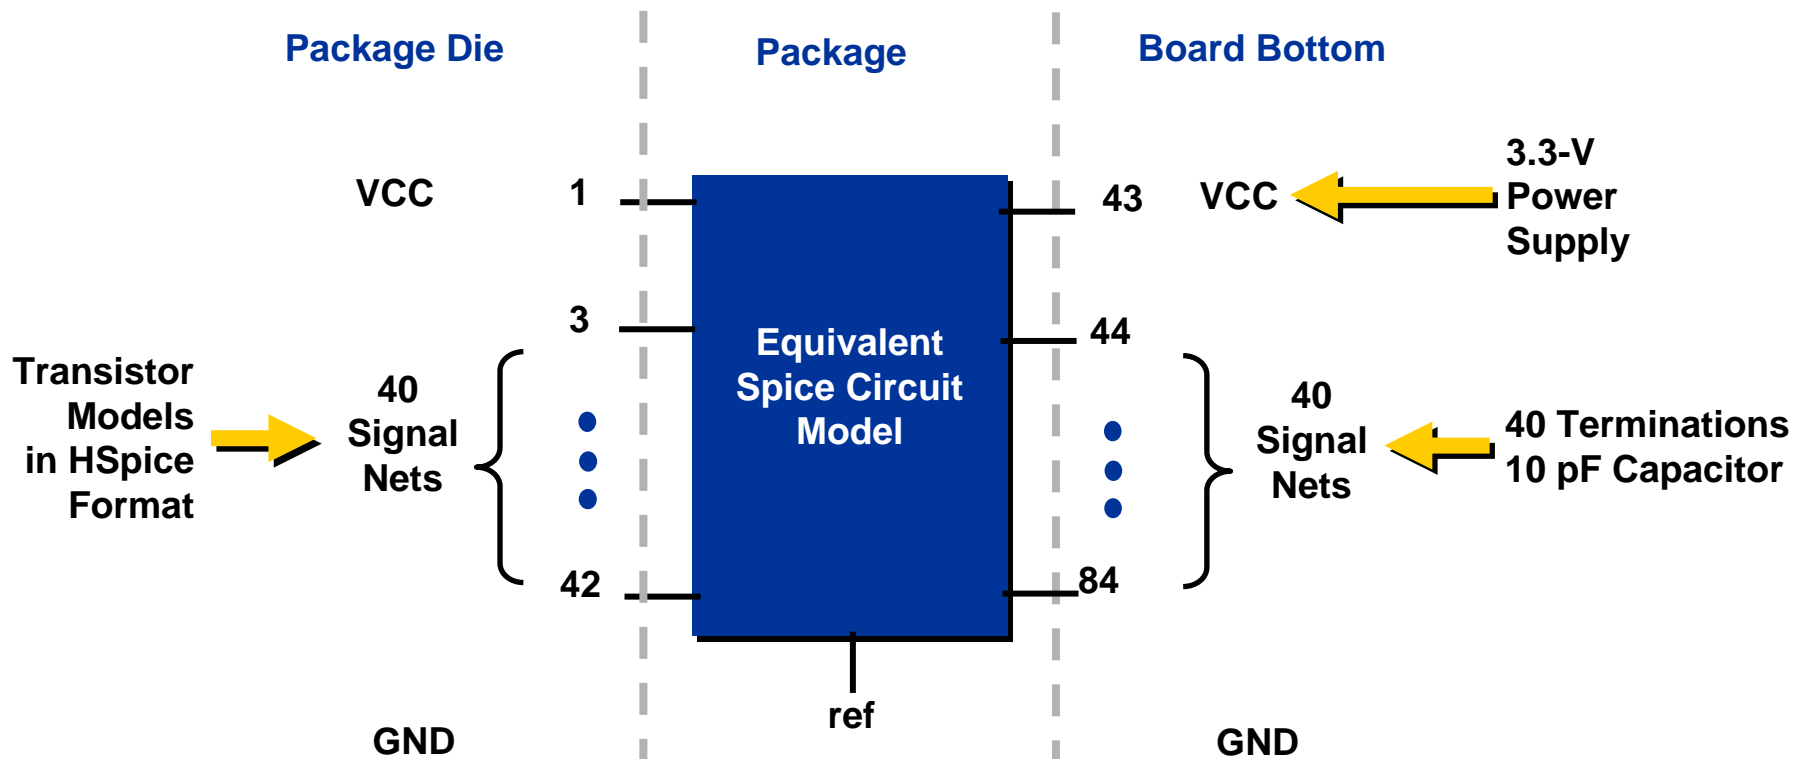 Package Die
Package
Board Bottom
VCC
1
43
VCC
3.3-V
Power
Supply
3
44
Transistor
Models
in HSpice
Format
40
Signal
Nets
Equivalent
Spice Circuit
Model
40
Signal
Nets
40 Terminations
10 pF Capacitor
42
84
ref
GND
GND